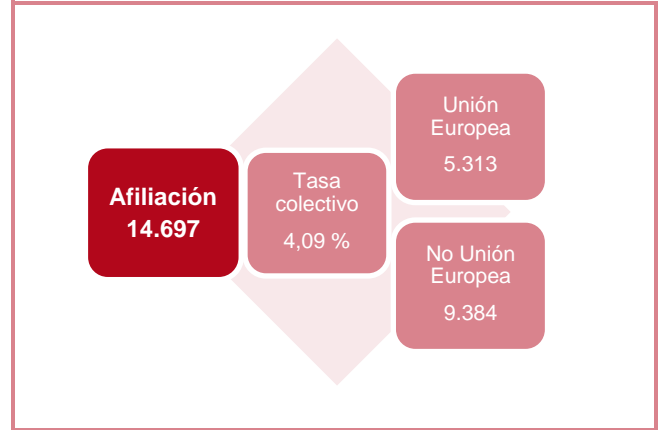 Afiliación
14.697
Tasa
colectivo
4,09 %
Unión
Europea
5.313
No Unión
Europea
9.384